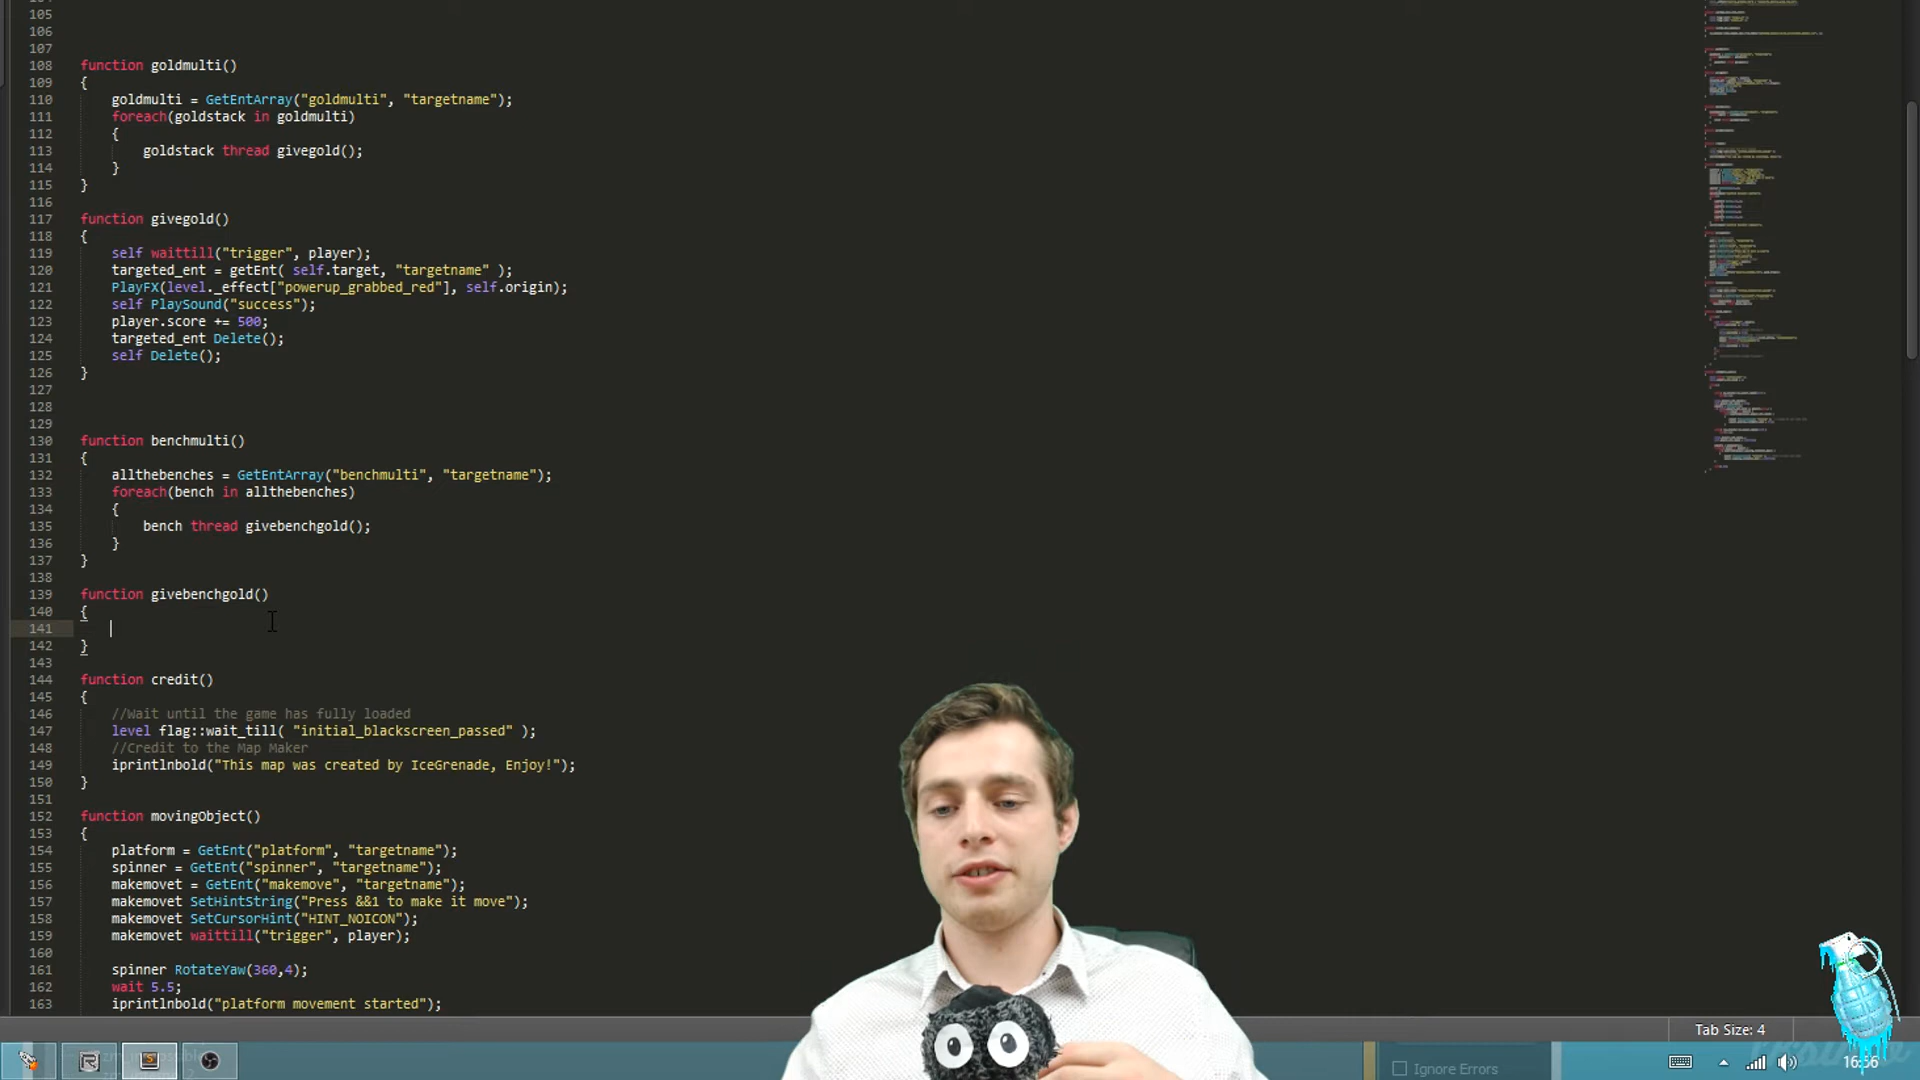 105
106
107
108 function goldmulti()
109 {
110 goldmulti = GetEntArray("goldmulti", "targetname");
111 foreach(goldstack in goldmulti)
112 {
113 goldstack thread givegold();
114 }
115 }
116
117 function givegold()
118 {
119 self waittill("trigger", player);
120 targeted_ent = getEnt( self.target, "targetname" );
121 PlayFX(level._effect["powerup_grabbed_red"], self.origin);
122 self PlaySound("success");
123 player.score += 500;
124 targeted_ent Delete();
125 self Delete();
126 }
127
128
129
130 function benchmulti()
131 {
132 allthebenches = GetEntArray("benchmulti", "targetname");
133 foreach(bench in allthebenches)
134 {
135 bench thread givebenchgold();
136 }
137 }
138
139 function givebenchgold()
140 {
141
142 }
143
144 function credit()
145 {
146 //Wait until the game has fully loaded
147 level flag::wait_till( "initial_blackscreen_passed" );
148 //Credit to the Map Maker
149 iprintlnbold("This map was created by IceGrenade, Enjoy!");
150 }
151
152 function movingObject()
153 {
154 platform = GetEnt("platform", "targetname");
155 spinner = GetEnt("spinner", "targetname");
156 makemovet = GetEnt("makemove", "targetname");
157 makemovet SetHintString("Press &&1 to make it move");
158 makemovet SetCursorHint("HINT_NOICON");
159 makemovet waittill("trigger", player);
160
161 spinner RotateYaw(360,4);
162 wait 5.5;
163 iprintlnbold("platform movement started");
Tab Size: 4
Ignore Errors
16:56